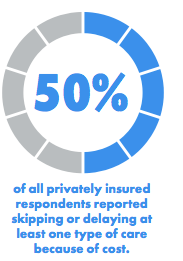 50%
of all privately insured
respondents reported
skipping or delaying at
least one type of care
because of cost.